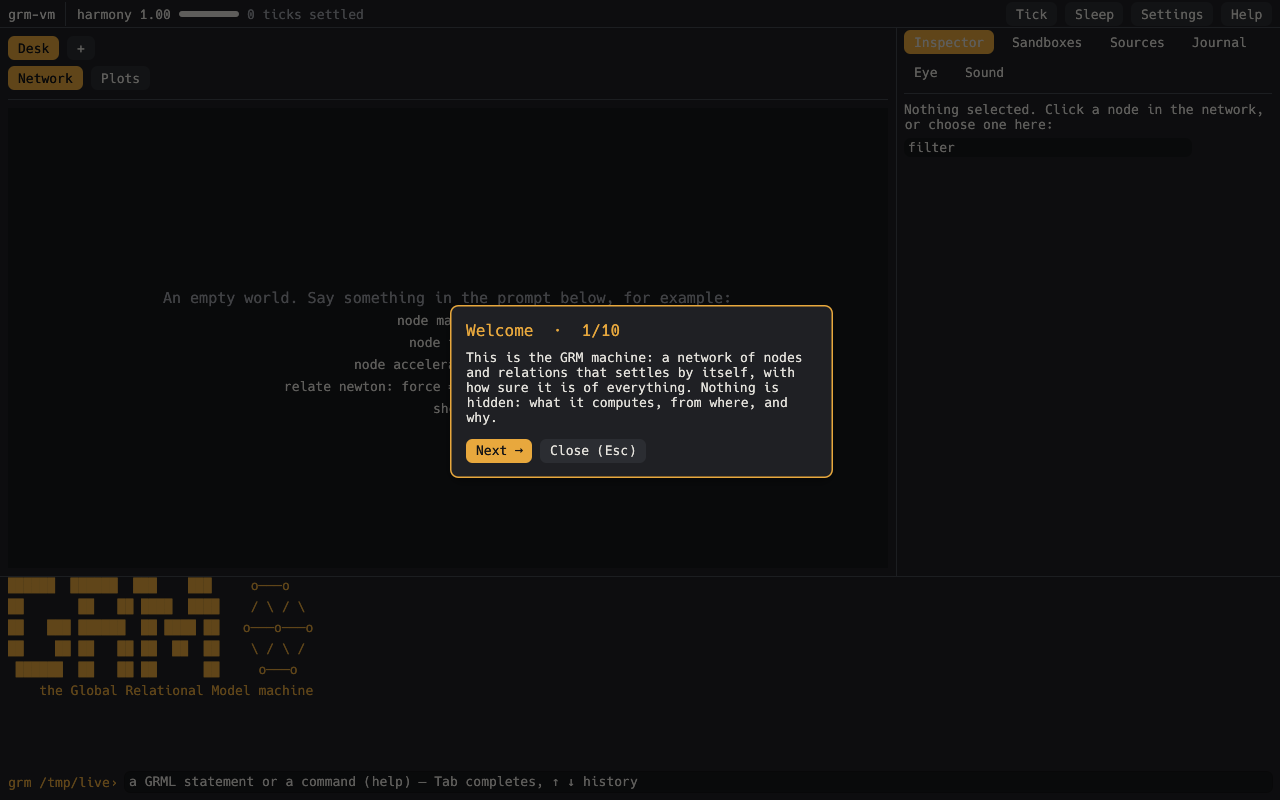 grm-vm harmony 1.00 0 ticks settled Tick Sleep Settings Help
Desk +
Network Plots
Inspector Sandboxes Sources Journal
Eye Sound
Nothing selected. Click a node in the network,
or choose one here:
filter
An empty world. Say something in the prompt below, for example:
node ma
node
node accelera
relate newton: force
sh
Welcome · 1/10
This is the GRM machine: a network of nodes
and relations that settles by itself, with
how sure it is of everything. Nothing is
hidden: what it computes, from where, and
why.
Next → Close (Esc)
o———o
/ \ / \
o———o———o
\ / \ /
o———o
the Global Relational Model machine
grm /tmp/live› a GRML statement or a command (help) — Tab completes, ↑ ↓ history